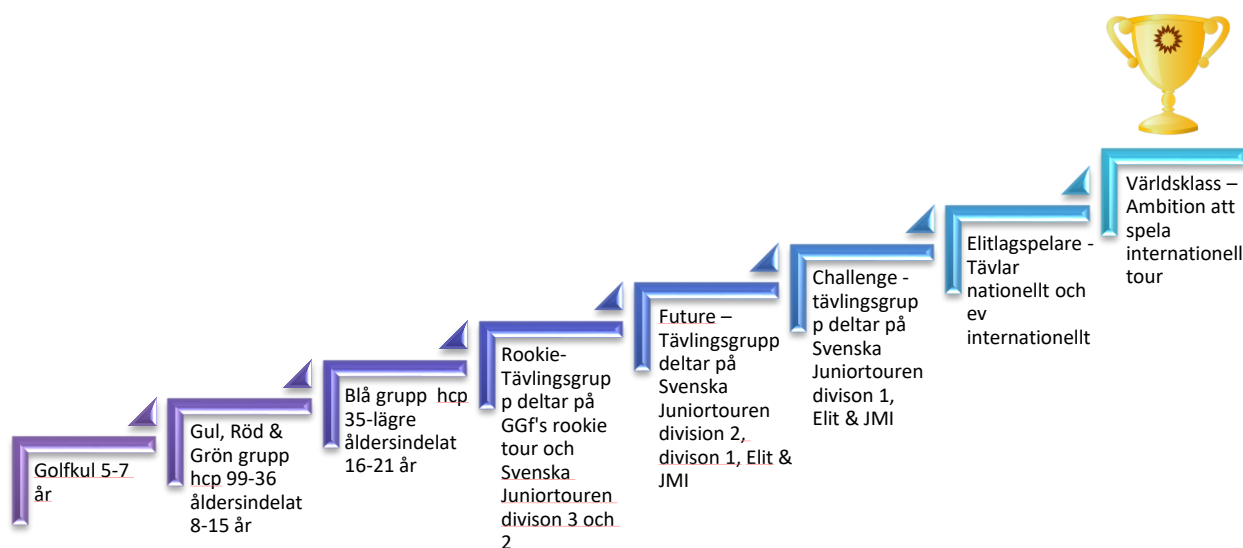 Golfkul 5-7
år
Gul, Röd &
Grön grupp
hcp 99-36
åldersindelat
8-15 år
Blå grupp  hcp
35-lägre
åldersindelat
16-21 år
Rookie-
Tävlingsgrup
p deltar på
GGf's rookie
tour och
Svenska
Juniortouren
divison 3 och
2
Future –
Tävlingsgrupp
deltar på
Svenska
Juniortouren
division 2,
divison 1, Elit &
JMI
Challenge -
tävlingsgrup
p deltar på
Svenska
Juniortouren
divison 1,
Elit & JMI
Elitlagspelare -
Tävlar
nationellt och
ev
internationellt
Världsklass –
Ambition att
spela
internationell
tour